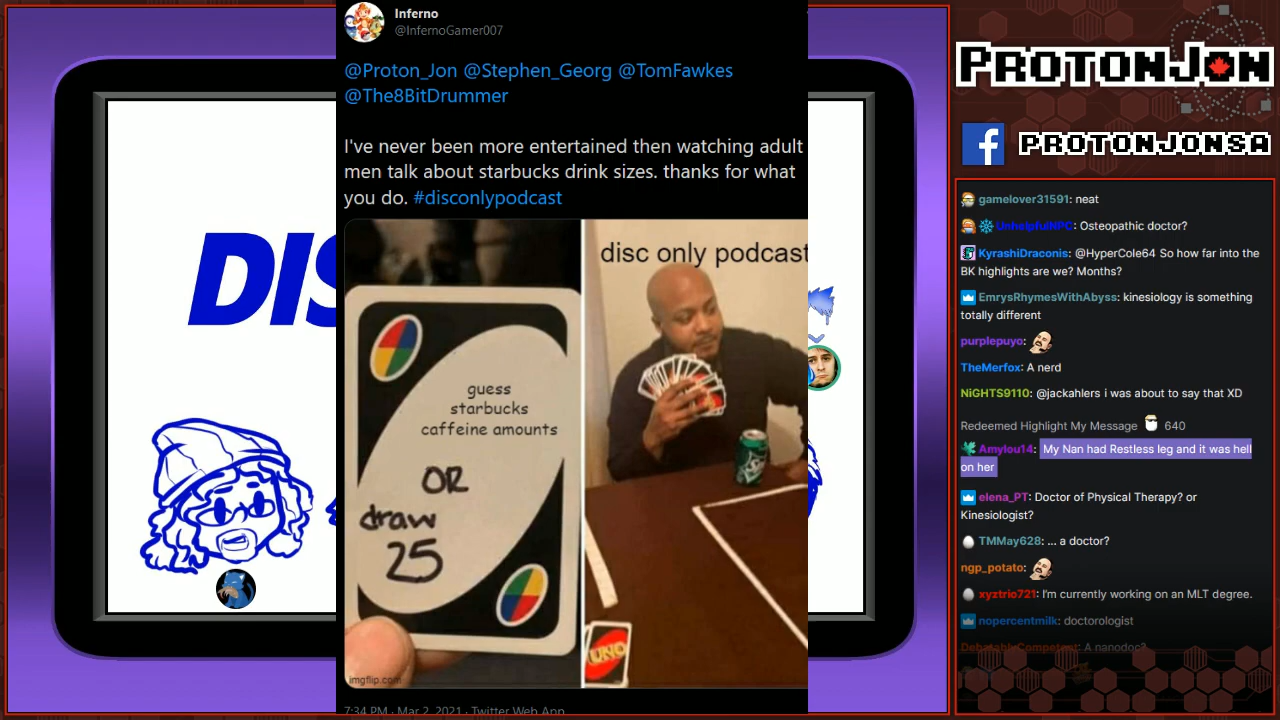 Inferno
@InfernoGamer007
@Proton_Jon @Stephen_Georg @TomFawkes
@The8BitDrummer
I've never been more entertained then watching adult
men talk about starbucks drink sizes. thanks for what
you do. #disconlypodcast
DIS
guess
starbucks
caffeine amounts
OR
draw
25
disc only podcast
UNO
imgflip.com
7:34 PM · Mar 2, 2021 · Twitter Web App
PROTONJON
PROTONJONSA
gamelover31591: neat
UnhelpfulNPC: Osteopathic doctor?
KyrashiDraconis: @HyperCole64 So how far into the
BK highlights are we? Months?
EmrysRhymesWithAbyss: kinesiology is something
totally different
purplepuyo:
TheMerfox: A nerd
NiGHTS9110: @jackahlers i was about to say that XD
Redeemed Highlight My Message 640
Amylou14: My Nan had Restless leg and it was hell
on her
elena_PT: Doctor of Physical Therapy? or
Kinesiologist?
TMMay628: ... a doctor?
ngp_potato:
xyztrio721: I'm currently working on an MLT degree.
nopercentmilk: doctorologist
DebatablyCompetent: A nanodoc?